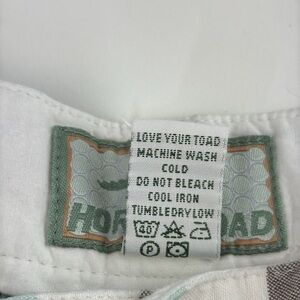 LOVE YOUR TOAD
MACHINE WASH
COLD
DO NOT BLEACH
COOL IRON
TUMBLEDRY LOW
40
P
HOR
OAD